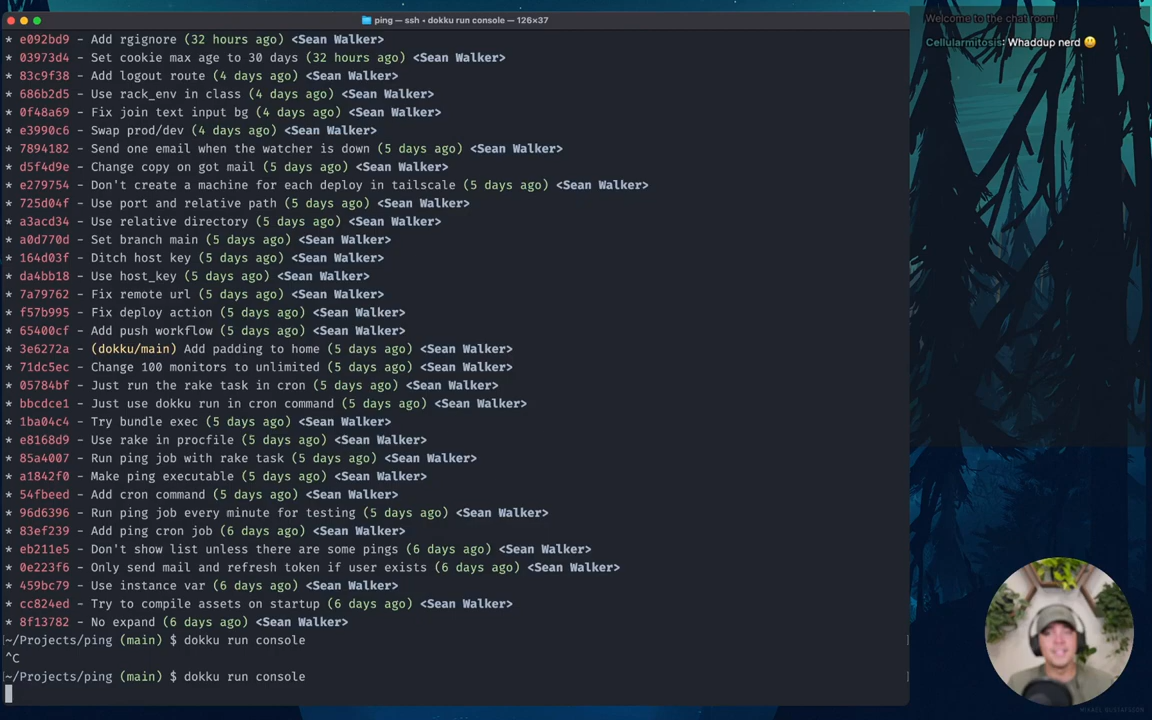 ping — ssh • dokku run console — 126×37
* e092bd9 - Add rgignore (32 hours ago) <Sean Walker>
* 03973d4 - Set cookie max age to 30 days (32 hours ago) <Sean Walker>
* 83c9f38 - Add logout route (4 days ago) <Sean Walker>
* 686b2d5 - Use rack_env in class (4 days ago) <Sean Walker>
* 0f48a69 - Fix join text input bg (4 days ago) <Sean Walker>
* e3990c6 - Swap prod/dev (4 days ago) <Sean Walker>
* 7894182 - Send one email when the watcher is down (5 days ago) <Sean Walker>
* d5f4d9e - Change copy on got mail (5 days ago) <Sean Walker>
* e279754 - Don't create a machine for each deploy in tailscale (5 days ago) <Sean Walker>
* 725d04f - Use port and relative path (5 days ago) <Sean Walker>
* a3acd34 - Use relative directory (5 days ago) <Sean Walker>
* a0d770d - Set branch main (5 days ago) <Sean Walker>
* 164d03f - Ditch host key (5 days ago) <Sean Walker>
* da4bb18 - Use host_key (5 days ago) <Sean Walker>
* 7a79762 - Fix remote url (5 days ago) <Sean Walker>
* f57b995 - Fix deploy action (5 days ago) <Sean Walker>
* 65400cf - Add push workflow (5 days ago) <Sean Walker>
* 3e6272a - (dokku/main) Add padding to home (5 days ago) <Sean Walker>
* 71dc5ec - Change 100 monitors to unlimited (5 days ago) <Sean Walker>
* 05784bf - Just run the rake task in cron (5 days ago) <Sean Walker>
* bbcdce1 - Just use dokku run in cron command (5 days ago) <Sean Walker>
* 1ba04c4 - Try bundle exec (5 days ago) <Sean Walker>
* e8168d9 - Use rake in procfile (5 days ago) <Sean Walker>
* 85a4007 - Run ping job with rake task (5 days ago) <Sean Walker>
* a1842f0 - Make ping executable (5 days ago) <Sean Walker>
* 54fbeed - Add cron command (5 days ago) <Sean Walker>
* 96d6396 - Run ping job every minute for testing (5 days ago) <Sean Walker>
* 83ef239 - Add ping cron job (6 days ago) <Sean Walker>
* eb211e5 - Don't show list unless there are some pings (6 days ago) <Sean Walker>
* 0e223f6 - Only send mail and refresh token if user exists (6 days ago) <Sean Walker>
* 459bc79 - Use instance var (6 days ago) <Sean Walker>
* cc824ed - Try to compile assets on startup (6 days ago) <Sean Walker>
* 8f13782 - No expand (6 days ago) <Sean Walker>
~/Projects/ping (main) $ dokku run console
^C
~/Projects/ping (main) $ dokku run console
Welcome to the chat room!
Cellularmitosis: Whaddup nerd 😃
MIKAEL GUSTAFSSON